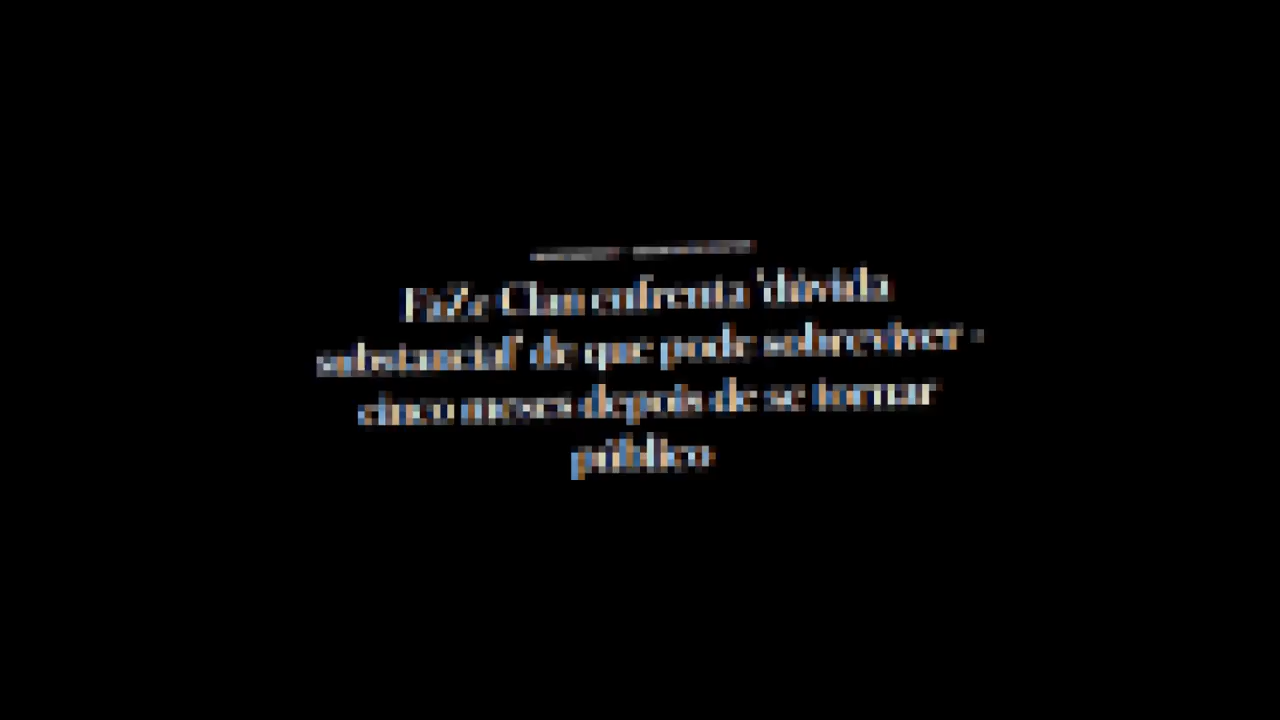 FaZe Clan enfrenta 'dúvida
substancial' de que pode sobreviver -
cinco meses depois de se tornar
público